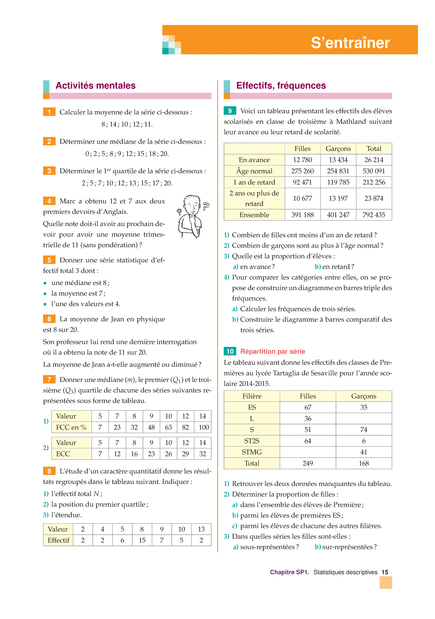 S'entraîner
Activités mentales
1 Calculer la moyenne de la série ci-dessous :
8 ; 14 ; 10 ; 12 ; 11.
2 Déterminer une médiane de la série ci-dessous :
0 ; 2 ; 5 ; 8 ; 9 ; 12 ; 15 ; 18 ; 20.
3 Déterminer le 1er quartile de la série ci-dessous :
2 ; 5 ; 7 ; 10 ; 12 ; 13 ; 15 ; 17 ; 20.
4 Marc a obtenu 12 et 7 aux deux
premiers devoirs d'Anglais.
Quelle note doit-il avoir au prochain de-
voir pour avoir une moyenne trimes-
trielle de 11 (sans pondération) ?
5 Donner une série statistique d'ef-
fectif total 3 dont :
• une médiane est 8 ;
• la moyenne est 7 ;
• l'une des valeurs est 4.
6 La moyenne de Jean en physique
est 8 sur 20.
Son professeur lui rend une dernière interrogation
où il a obtenu la note de 11 sur 20.
La moyenne de Jean a-t-elle augmenté ou diminué ?
7 Donner une médiane (m), le premier (Q1) et le troi-
sième (Q3) quartile de chacune des séries suivantes re-
présentées sous forme de tableau.
1) Valeur 5 7 8 9 10 12 14
FCC en % 7 23 32 48 63 82 100
2) Valeur 5 7 8 9 10 12 14
ECC 7 12 16 23 26 29 32
8 L'étude d'un caractère quantitatif donne les résul-
tats regroupés dans le tableau suivant. Indiquer :
1) l'effectif total N ;
2) la position du premier quartile ;
3) l'étendue.
Valeur 2 4 5 8 9 10 13
Effectif 2 2 6 15 7 5 2
Effectifs, fréquences
9 Voici un tableau présentant les effectifs des élèves
scolarisés en classe de troisième à Mathland suivant
leur avance ou leur retard de scolarité.
Filles Garçons Total
En avance 12 780 13 434 26 214
Âge normal 275 260 254 831 530 091
1 an de retard 92 471 119 785 212 256
2 ans ou plus de
retard 10 677 13 197 23 874
Ensemble 391 188 401 247 792 435
1) Combien de filles ont moins d'un an de retard ?
2) Combien de garçons sont au plus à l'âge normal ?
3) Quelle est la proportion d'élèves :
a) en avance ? b) en retard ?
4) Pour comparer les catégories entre elles, on se pro-
pose de construire un diagramme en barres triple des
fréquences.
a) Calculer les fréquences de trois séries.
b) Construire le diagramme à barres comparatif des
trois séries.
10 Répartition par série
Le tableau suivant donne les effectifs des classes de Pre-
mières au lycée Tartaglia de Sesaville pour l'année sco-
laire 2014-2015.
Filière Filles Garçons
ES 67 35
L 36
S 51 74
ST2S 64 6
STMG 41
Total 249 168
1) Retrouver les deux données manquantes du tableau.
2) Déterminer la proportion de filles :
a) dans l'ensemble des élèves de Première ;
b) parmi les élèves de premières ES ;
c) parmi les élèves de chacune des autres filières.
3) Dans quelles séries les filles sont-elles :
a) sous-représentées ? b) sur-représentées ?
Chapitre SP1. Statistiques descriptives 15